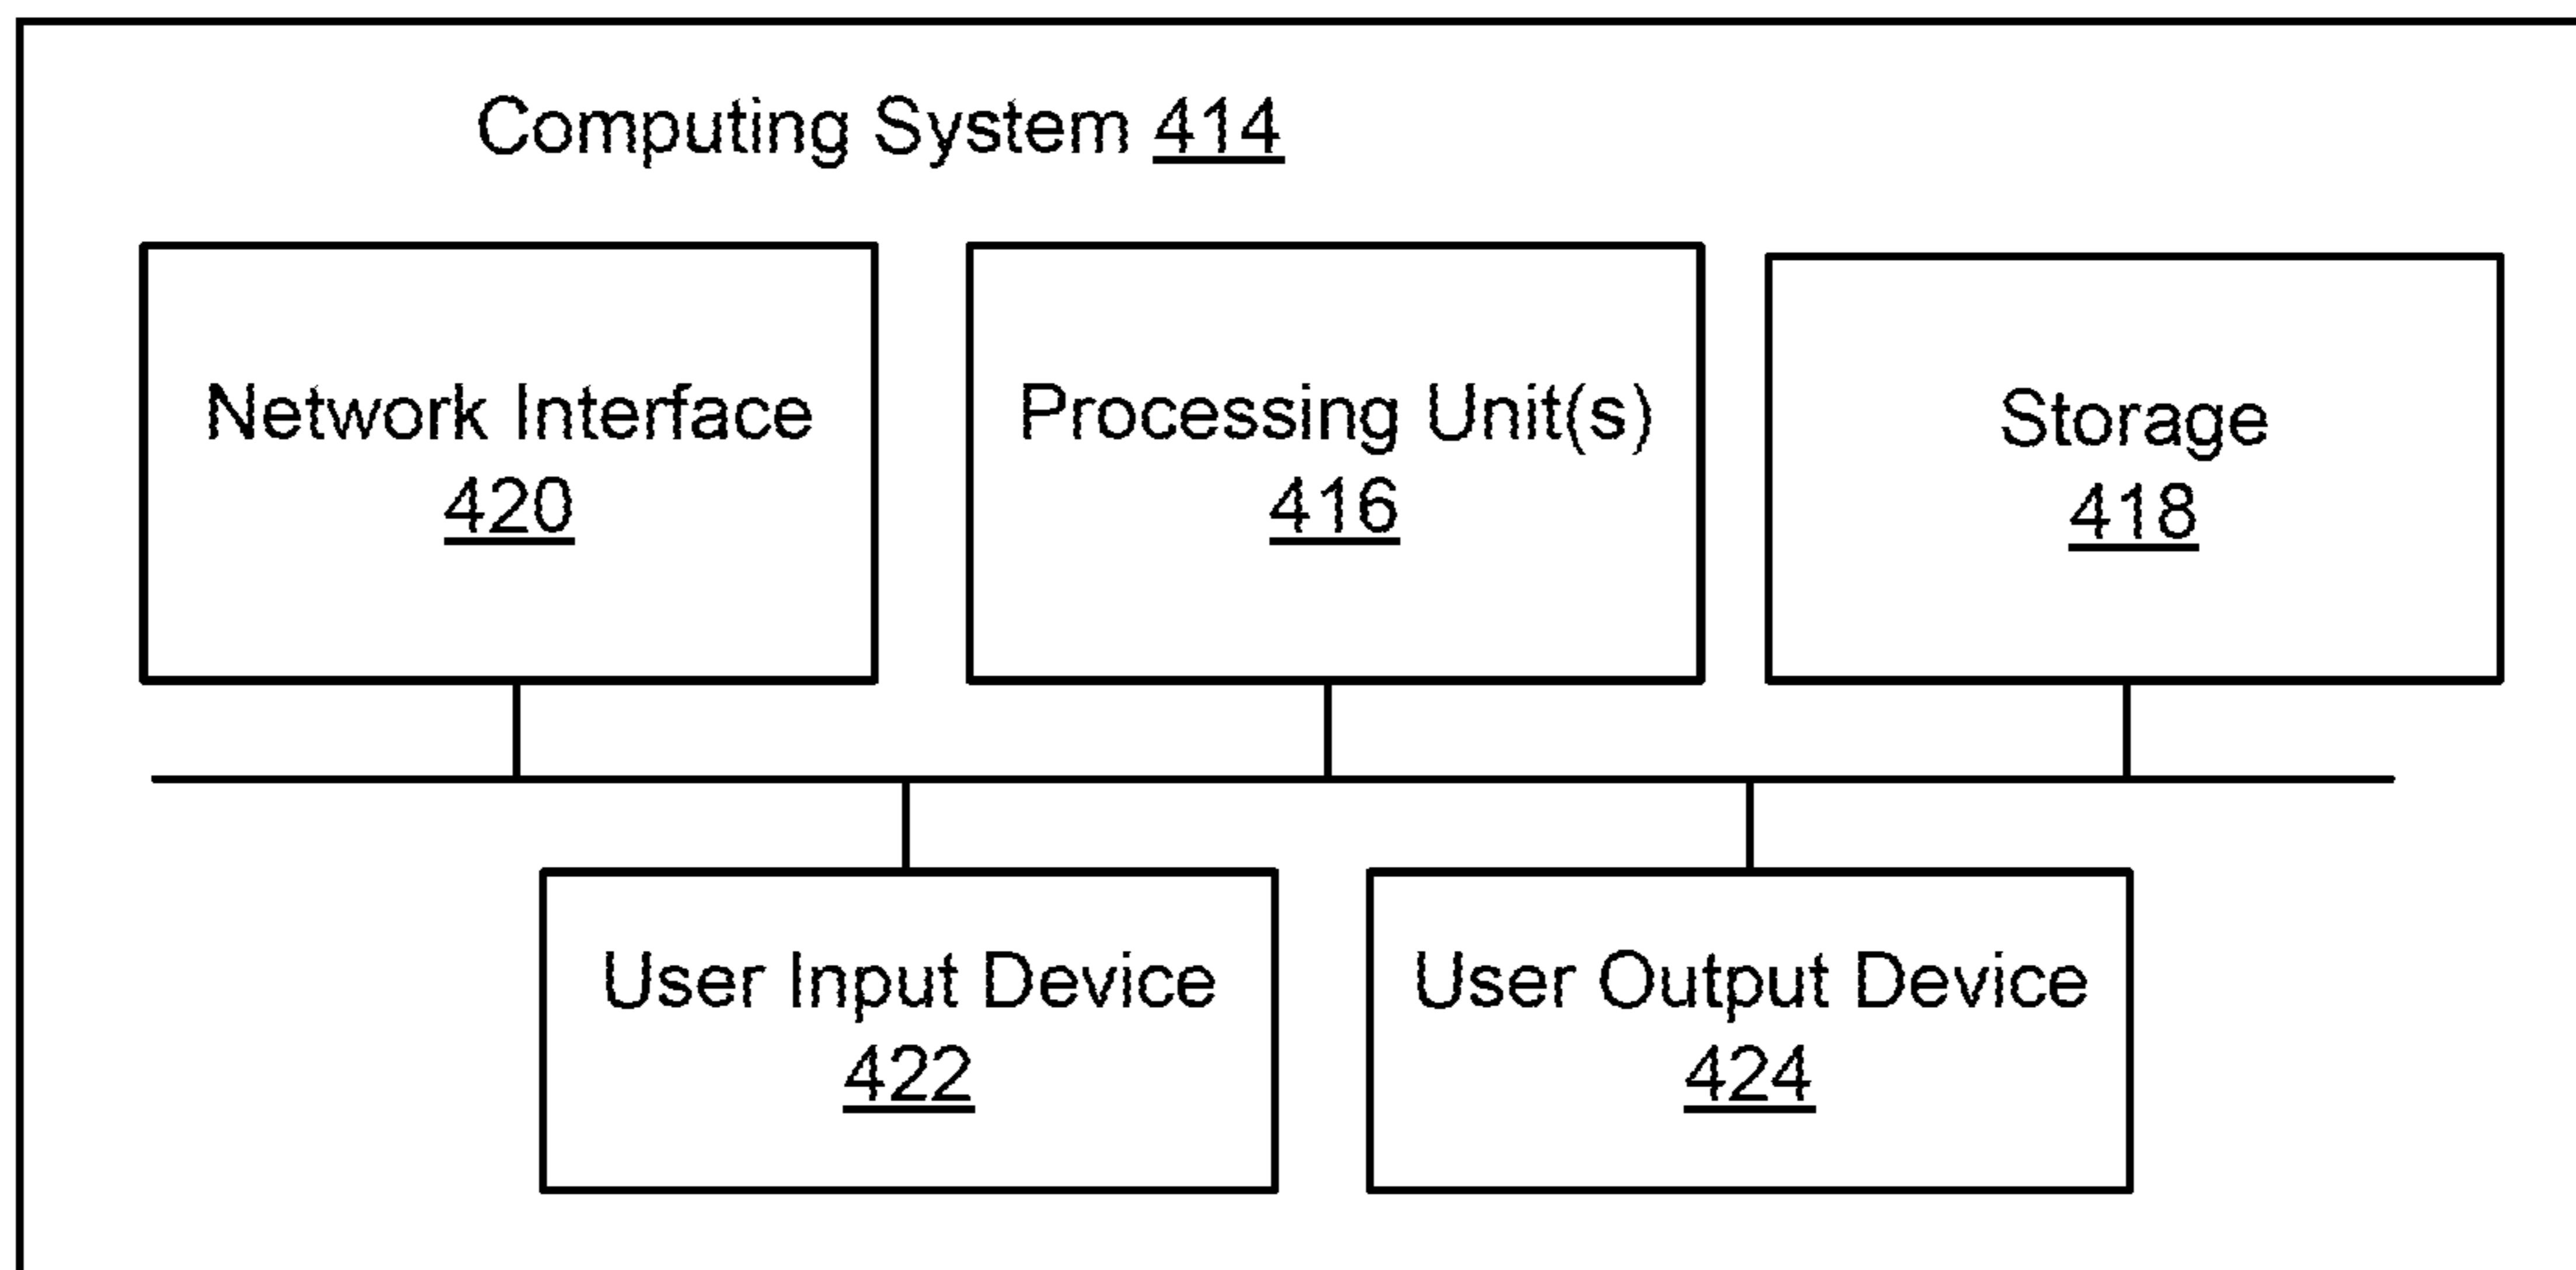 Computing System 414
Network Interface
420
Processing Unit(s)
416
Storage
418
User Input Device
422
User Output Device
424